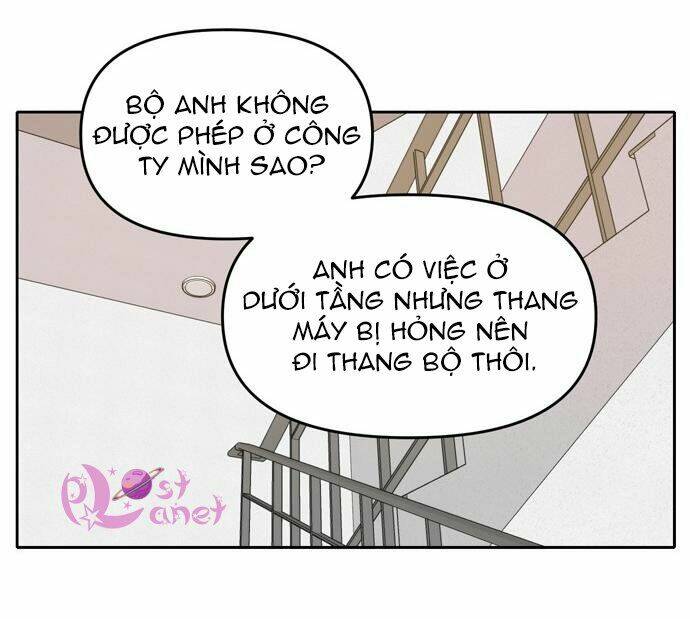 BỘ ANH KHÔNG
ĐƯỢC PHÉP Ở CÔNG
TY MÌNH SAO?
ANH CÓ VIỆC Ở
DƯỚI TẦNG NHƯNG THANG
MÁY BỊ HỎNG NÊN
ĐI THANG BỘ THÔI.
Lost
Planet